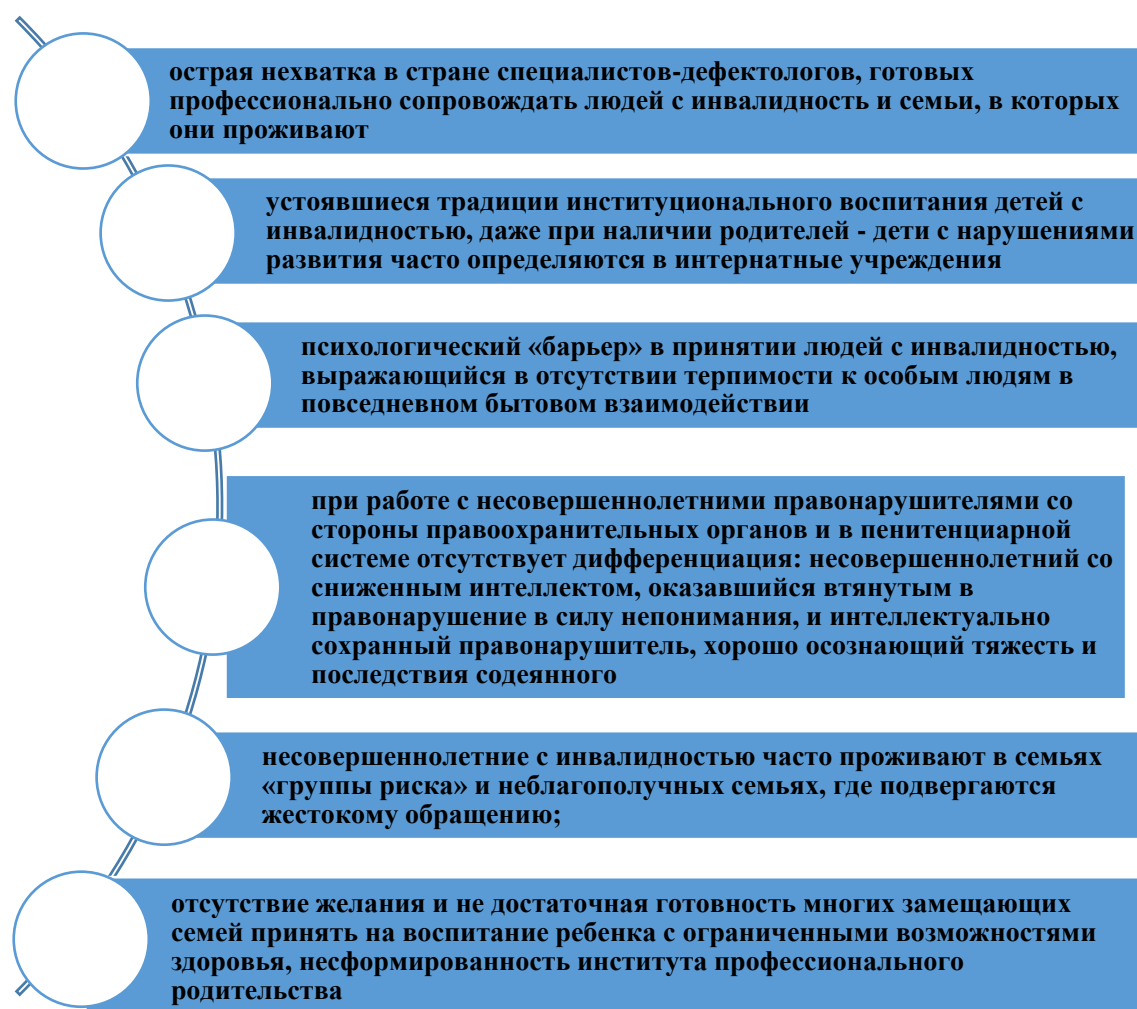 острая нехватка в стране специалистов-дефектологов, готовых
профессионально сопровождать людей с инвалидность и семьи, в которых
они проживают
устоявшиеся традиции институционального воспитания детей с
инвалидностью, даже при наличии родителей - дети с нарушениями
развития часто определяются в интернатные учреждения
психологический «барьер» в принятии людей с инвалидностью,
выражающийся в отсутствии терпимости к особым людям в
повседневном бытовом взаимодействии
при работе с несовершеннолетними правонарушителями со
стороны правоохранительных органов и в пенитенциарной
системе отсутствует дифференциация: несовершеннолетний со
сниженным интеллектом, оказавшийся втянутым в
правонарушение в силу непонимания, и интеллектуально
сохранный правонарушитель, хорошо осознающий тяжесть и
последствия содеянного
несовершеннолетние с инвалидностью часто проживают в семьях
«группы риска» и неблагополучных семьях, где подвергаются
жестокому обращению;
отсутствие желания и не достаточная готовность многих замещающих
семей принять на воспитание ребенка с ограниченными возможностями
здоровья, несформированность института профессионального
родительства